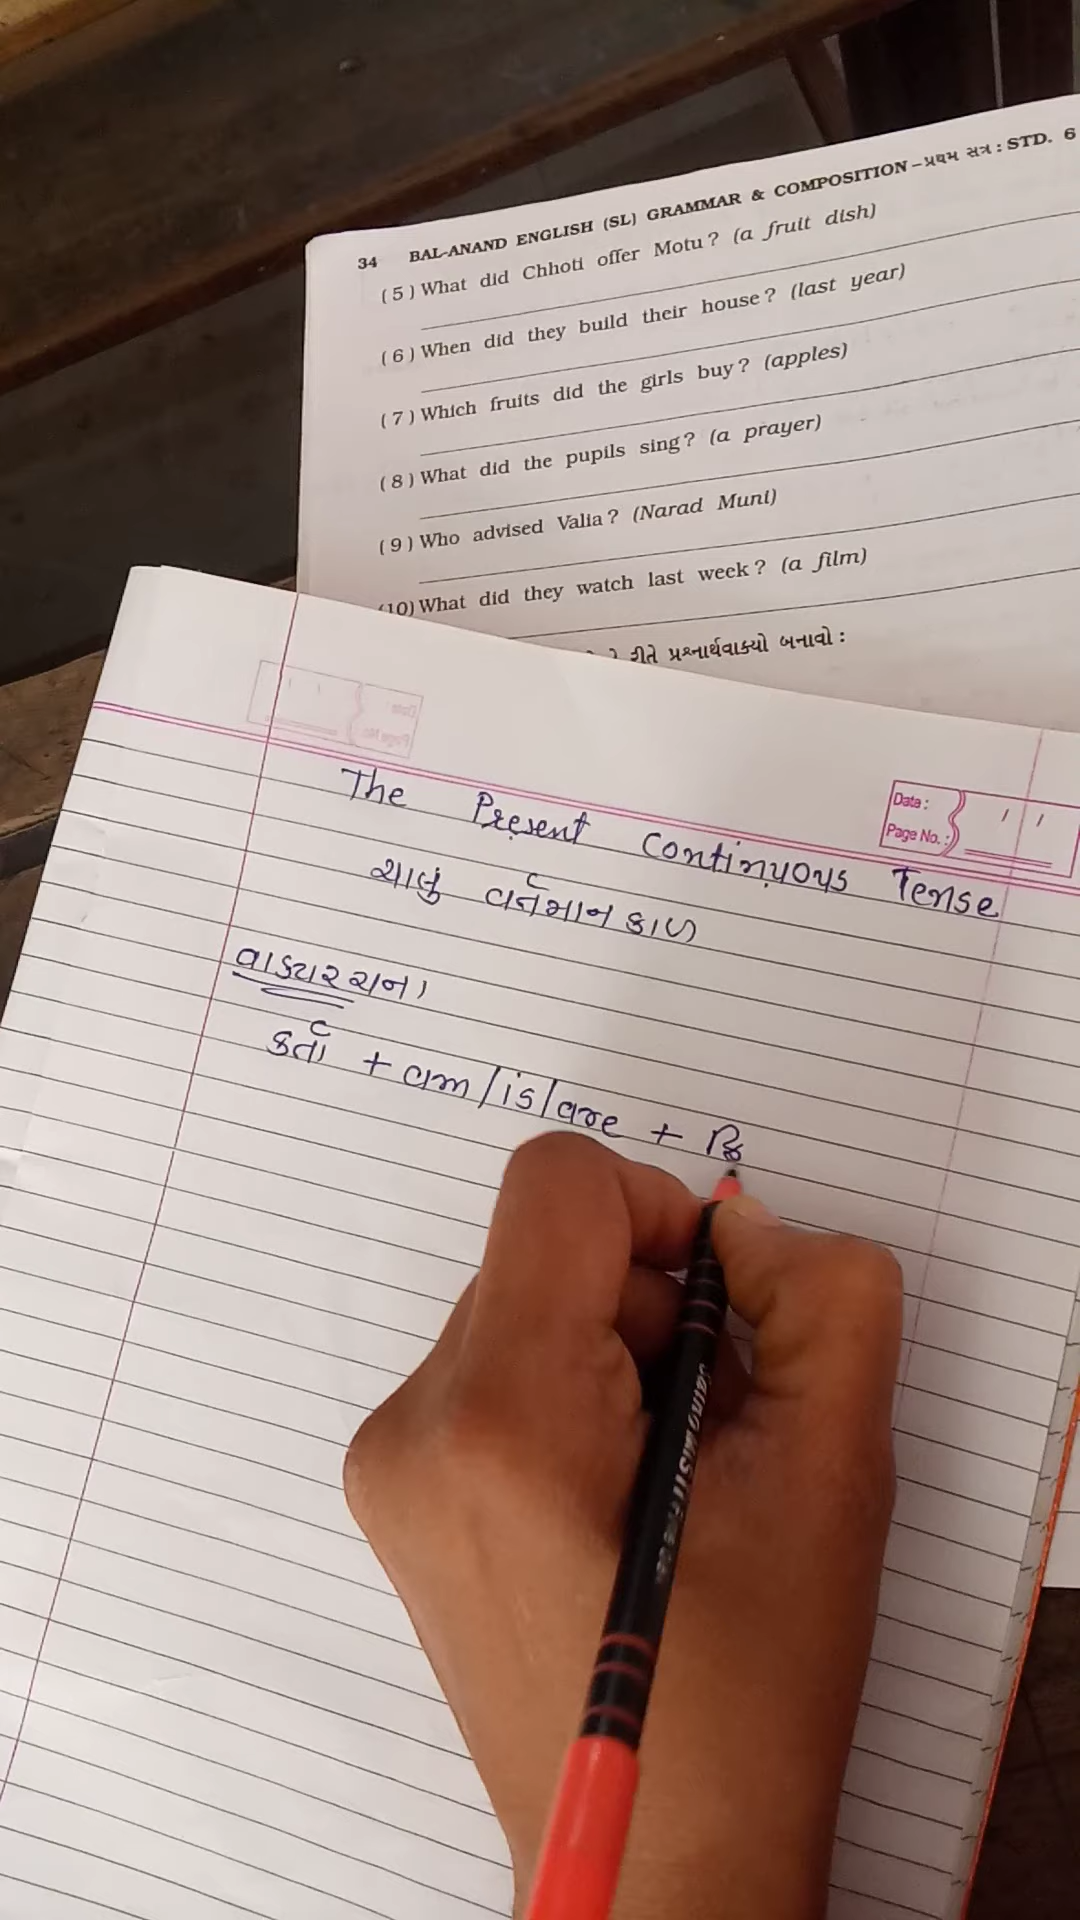 34 BAL-ANAND ENGLISH (SL) GRAMMAR & COMPOSITION – પ્રથમ સત્ર : STD. 6
(5) What did Chhoti offer Motu? (a fruit dish)
(6) When did they build their house? (last year)
(7) Which fruits did the girls buy? (apples)
(8) What did the pupils sing? (a prayer)
(9) Who advised Valia? (Narad Muni)
(10) What did they watch last week? (a film)
રીતે પ્રશ્નાર્થવાક્યો બનાવો :
Date :
Page No. :
The Present Continuous Tense
ચાલુ વર્તમાનકાળ
વાક્યરચના
કર્તા + am/is/are + ક્રિ